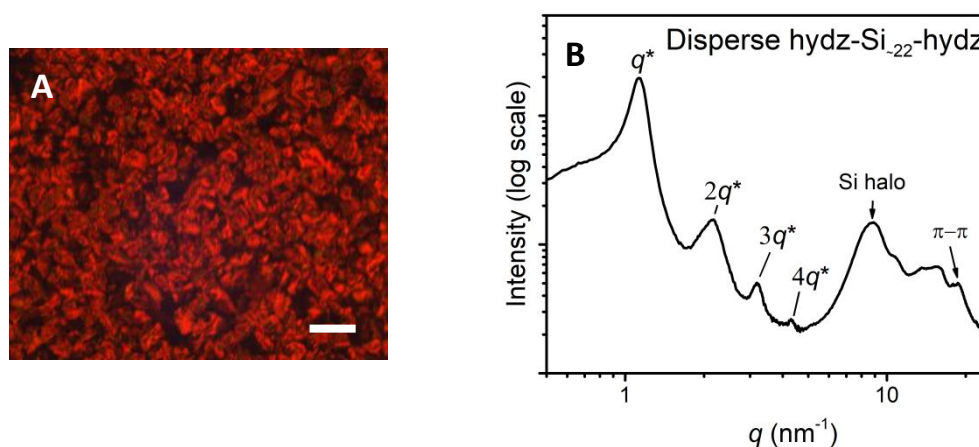 A
B
Disperse hydz-Si~22-hydz
q*
2q*
3q*
4q*
Si halo
π–π
Intensity (log scale)
1
10
q (nm⁻¹)